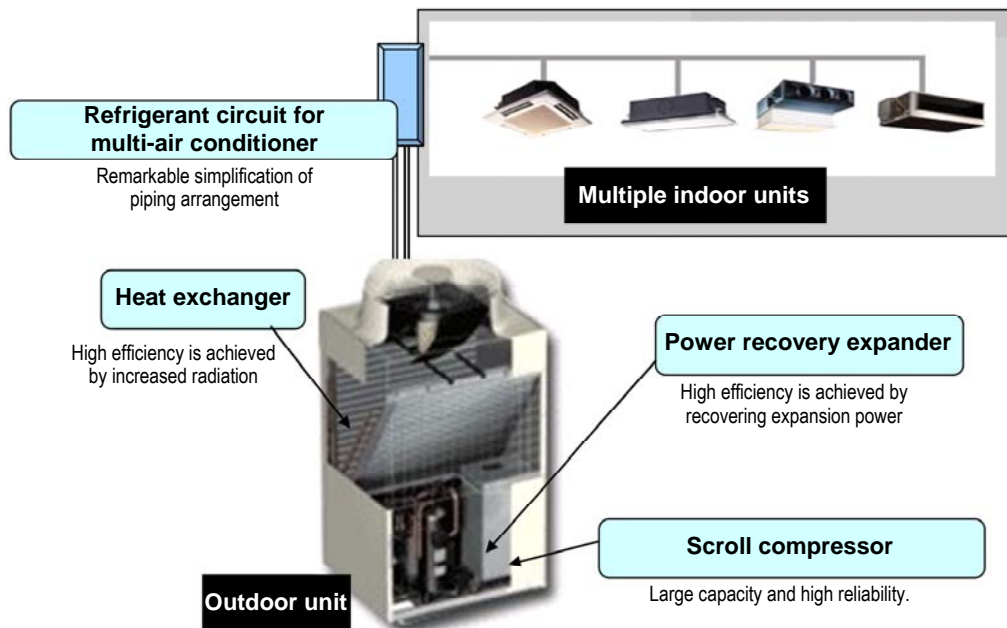 Refrigerant circuit for
multi-air conditioner
Remarkable simplification of
piping arrangement
Multiple indoor units
Heat exchanger
High efficiency is achieved
by increased radiation
Power recovery expander
High efficiency is achieved by
recovering expansion power
Scroll compressor
Large capacity and high reliability.
Outdoor unit